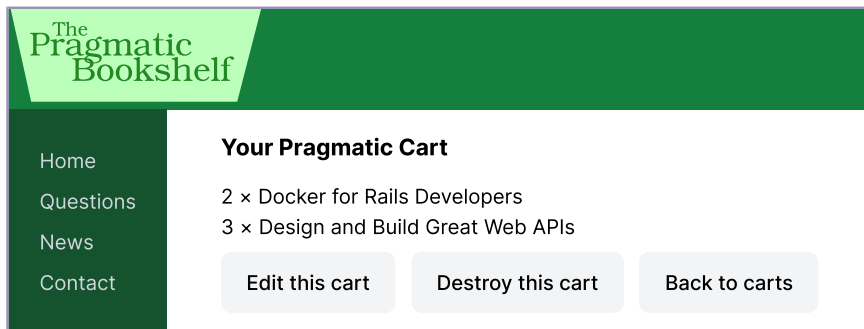 The
Pragmatic
Bookshelf
Home
Questions
News
Contact
Your Pragmatic Cart
2 × Docker for Rails Developers
3 × Design and Build Great Web APIs
Edit this cart
Destroy this cart
Back to carts